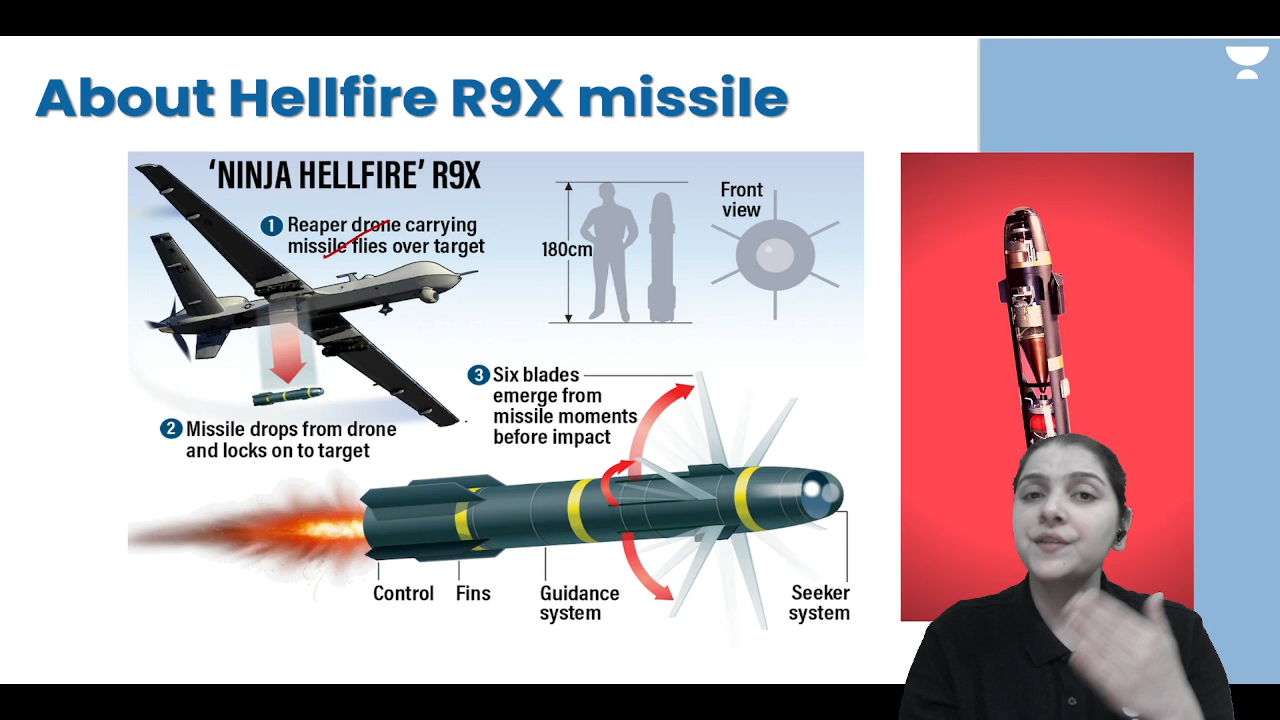 About Hellfire R9X missile
'NINJA HELLFIRE' R9X
1 Reaper drone carrying
missile flies over target
180cm
Front
view
2 Missile drops from drone
and locks on to target
3 Six blades
emerge from
missile moments
before impact
Control
Fins
Guidance
system
Seeker
system